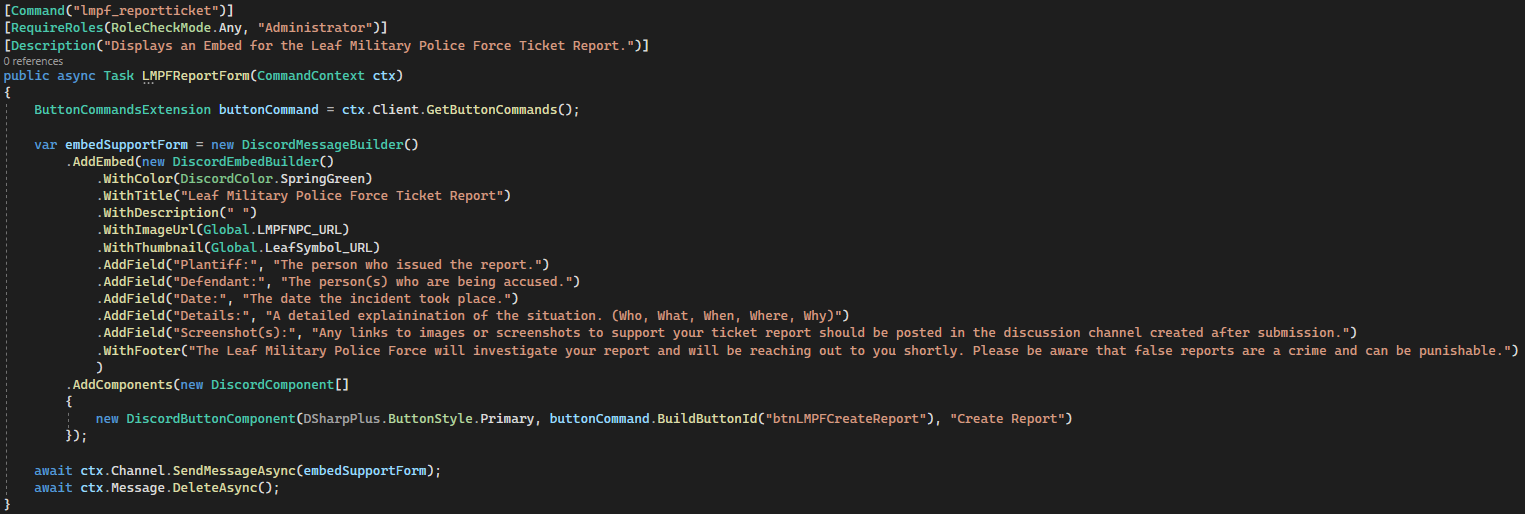 [Command("lmpf_reportticket")]
[RequireRoles(RoleCheckMode.Any, "Administrator")]
[Description("Displays an Embed for the Leaf Military Police Force Ticket Report.")]
0 references
public async Task LMPFReportForm(CommandContext ctx)
{
    ButtonCommandsExtension buttonCommand = ctx.Client.GetButtonCommands();

    var embedSupportForm = new DiscordMessageBuilder()
        .AddEmbed(new DiscordEmbedBuilder()
            .WithColor(DiscordColor.SpringGreen)
            .WithTitle("Leaf Military Police Force Ticket Report")
            .WithDescription(" ")
            .WithImageUrl(Global.LMPFNPC_URL)
            .WithThumbnail(Global.LeafSymbol_URL)
            .AddField("Plantiff:", "The person who issued the report.")
            .AddField("Defendant:", "The person(s) who are being accused.")
            .AddField("Date:", "The date the incident took place.")
            .AddField("Details:", "A detailed explainination of the situation. (Who, What, When, Where, Why)")
            .AddField("Screenshot(s):", "Any links to images or screenshots to support your ticket report should be posted in the discussion channel created after submission.")
            .WithFooter("The Leaf Military Police Force will investigate your report and will be reaching out to you shortly. Please be aware that false reports are a crime and can be punishable.")
            )
        .AddComponents(new DiscordComponent[]
        {
            new DiscordButtonComponent(DSharpPlus.ButtonStyle.Primary, buttonCommand.BuildButtonId("btnLMPFCreateReport"), "Create Report")
        });

    await ctx.Channel.SendMessageAsync(embedSupportForm);
    await ctx.Message.DeleteAsync();
}